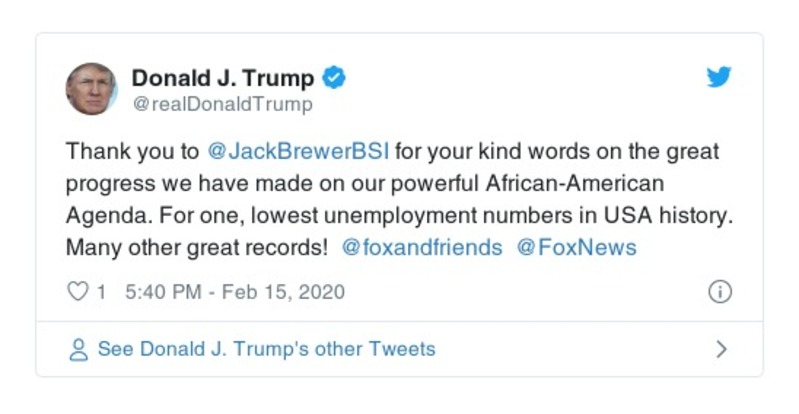 Donald J. Trump
@realDonaldTrump
Thank you to @JackBrewerBSI for your kind words on the great
progress we have made on our powerful African-American
Agenda. For one, lowest unemployment numbers in USA history.
Many other great records! @foxandfriends @FoxNews
1 5:40 PM - Feb 15, 2020
See Donald J. Trump's other Tweets